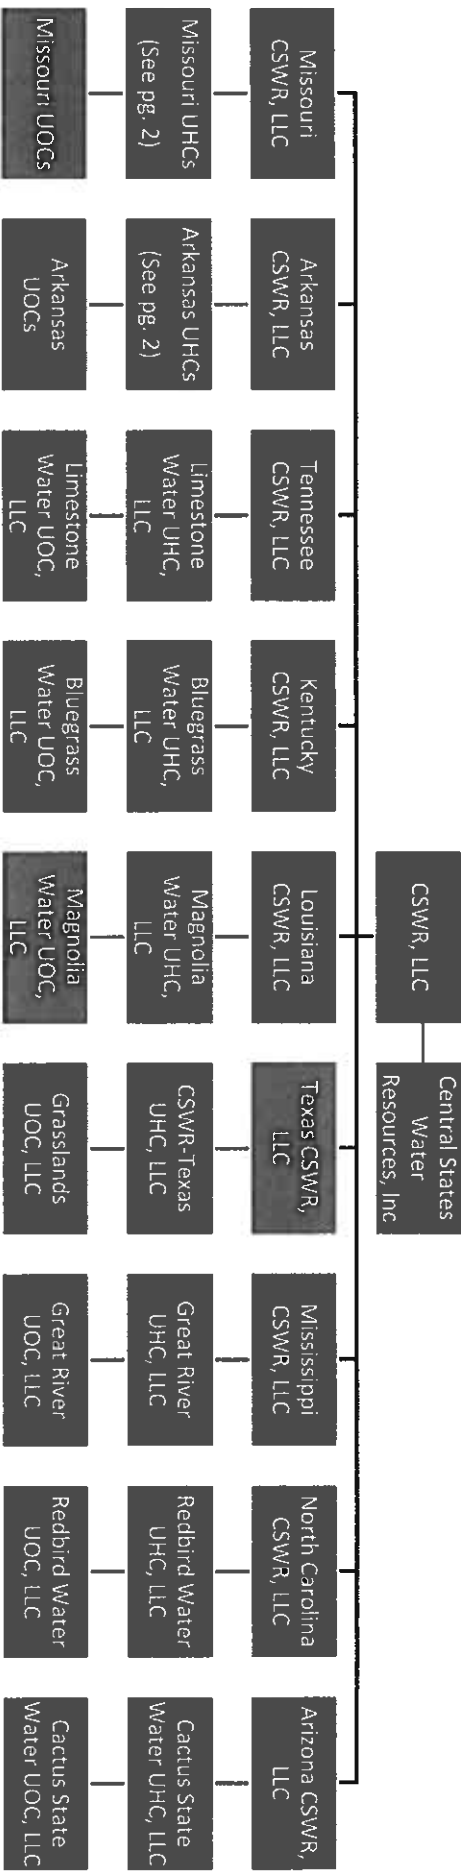 CSWR, LLC
Central States
Water
Resources, Inc
Missouri
CSWR, LLC
Arkansas
CSWR, LLC
Tennessee
CSWR, LLC
Kentucky
CSWR, LLC
Louisiana
CSWR, LLC
Texas CSWR,
LLC
Mississippi
CSWR, LLC
North Carolina
CSWR, LLC
Arizona CSWR,
LLC
Missouri UHCs
(See pg. 2)
Arkansas UHCs
(See pg. 2)
Limestone
Water UHC,
LLC
Bluegrass
Water UHC,
LLC
Magnolia
Water UHC,
LLC
CSWR-Texas
UHC, LLC
Great River
UHC, LLC
Redbird Water
UHC, LLC
Cactus State
Water UHC, LLC
Missouri UOCs
Arkansas
UOCs
Limestone
Water UOC,
LLC
Bluegrass
Water UOC,
LLC
Magnolia
Water UOC,
LLC
Grasslands
UOC, LLC
Great River
UOC, LLC
Redbird Water
UOC, LLC
Cactus State
Water UOC, LLC